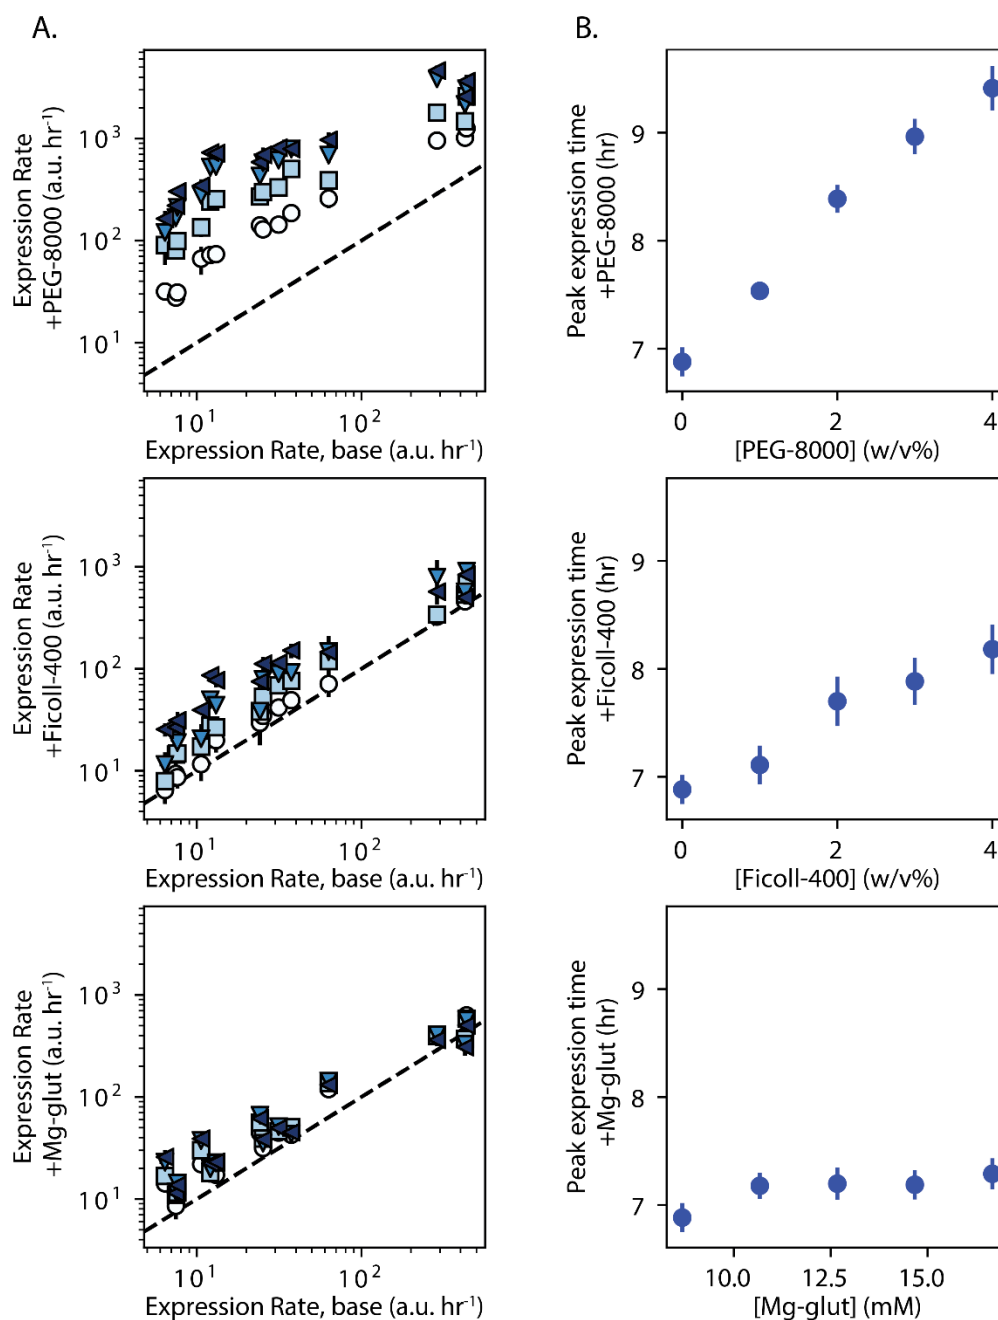 A.
B.
Expression Rate
+PEG-8000 (a.u. hr⁻¹)
10³
10²
10¹
10¹
10²
Expression Rate, base (a.u. hr⁻¹)
Peak expression time
+PEG-8000 (hr)
9
8
7
0
2
4
[PEG-8000] (w/v%)
Expression Rate
+Ficoll-400 (a.u. hr⁻¹)
10³
10²
10¹
10¹
10²
Expression Rate, base (a.u. hr⁻¹)
Peak expression time
+Ficoll-400 (hr)
9
8
7
0
2
4
[Ficoll-400] (w/v%)
Expression Rate
+Mg-glut (a.u. hr⁻¹)
10³
10²
10¹
10¹
10²
Expression Rate, base (a.u. hr⁻¹)
Peak expression time
+Mg-glut (hr)
9
8
7
10.0
12.5
15.0
[Mg-glut] (mM)